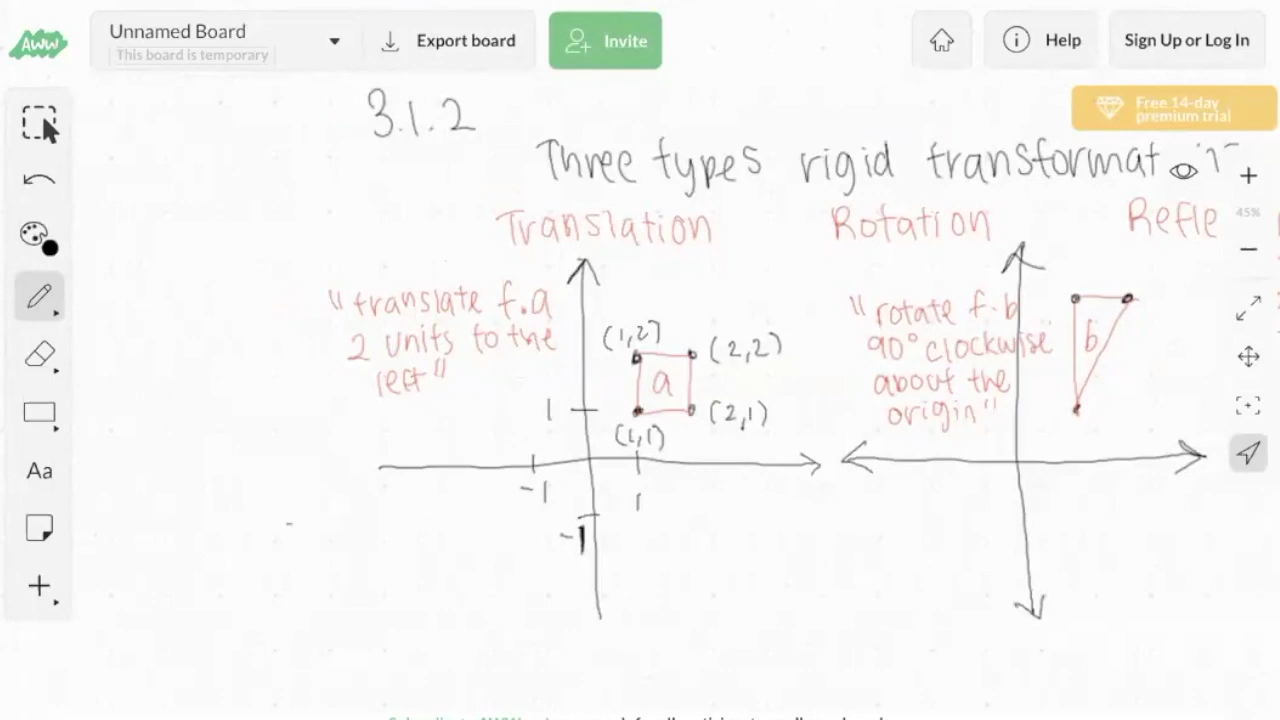 AWW
Unnamed Board
This board is temporary
Export board
Invite
Help
Sign Up or Log In
Free 14-day
premium trial
3.1.2
Three types rigid transformat
45%
Translation
Rotation
Refle
"translate f.a
2 units to the
left"
(1,2)
(2,2)
a
1
(2,1)
(1,1)
-1
1
-1
"rotate f.b
90° clockwise
about the
origin"
b
Aa